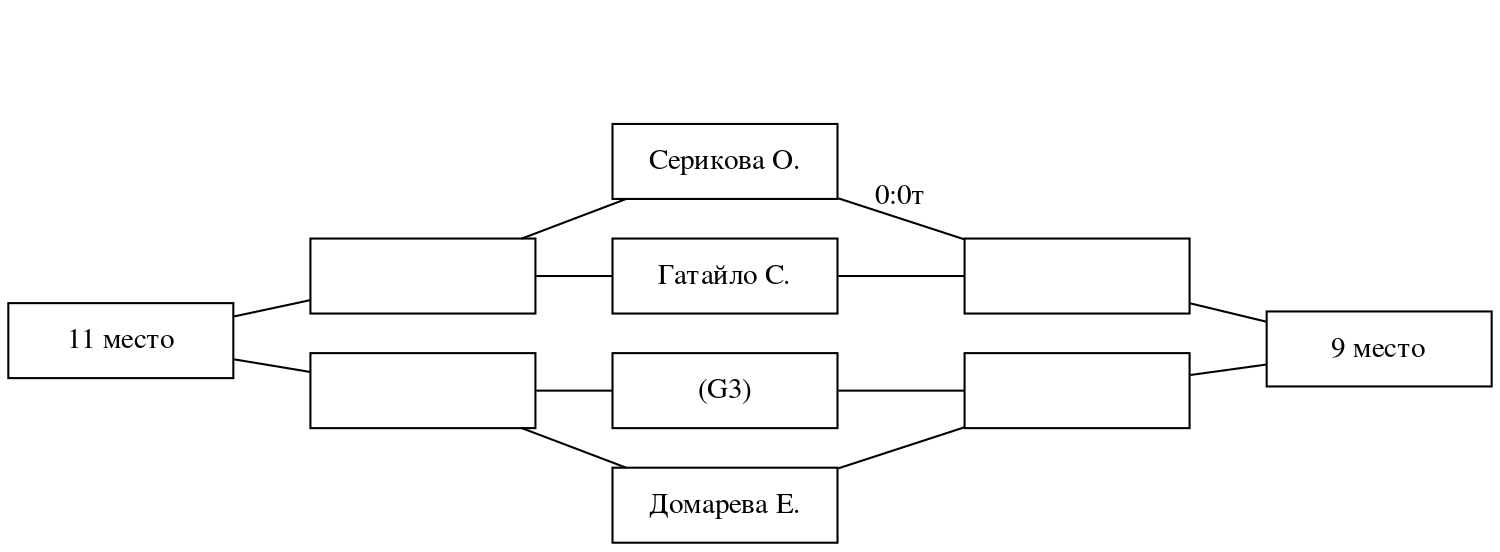 Серикова О.
0:0т
Гатайло С.
11 место
9 место
(G3)
Домарева Е.